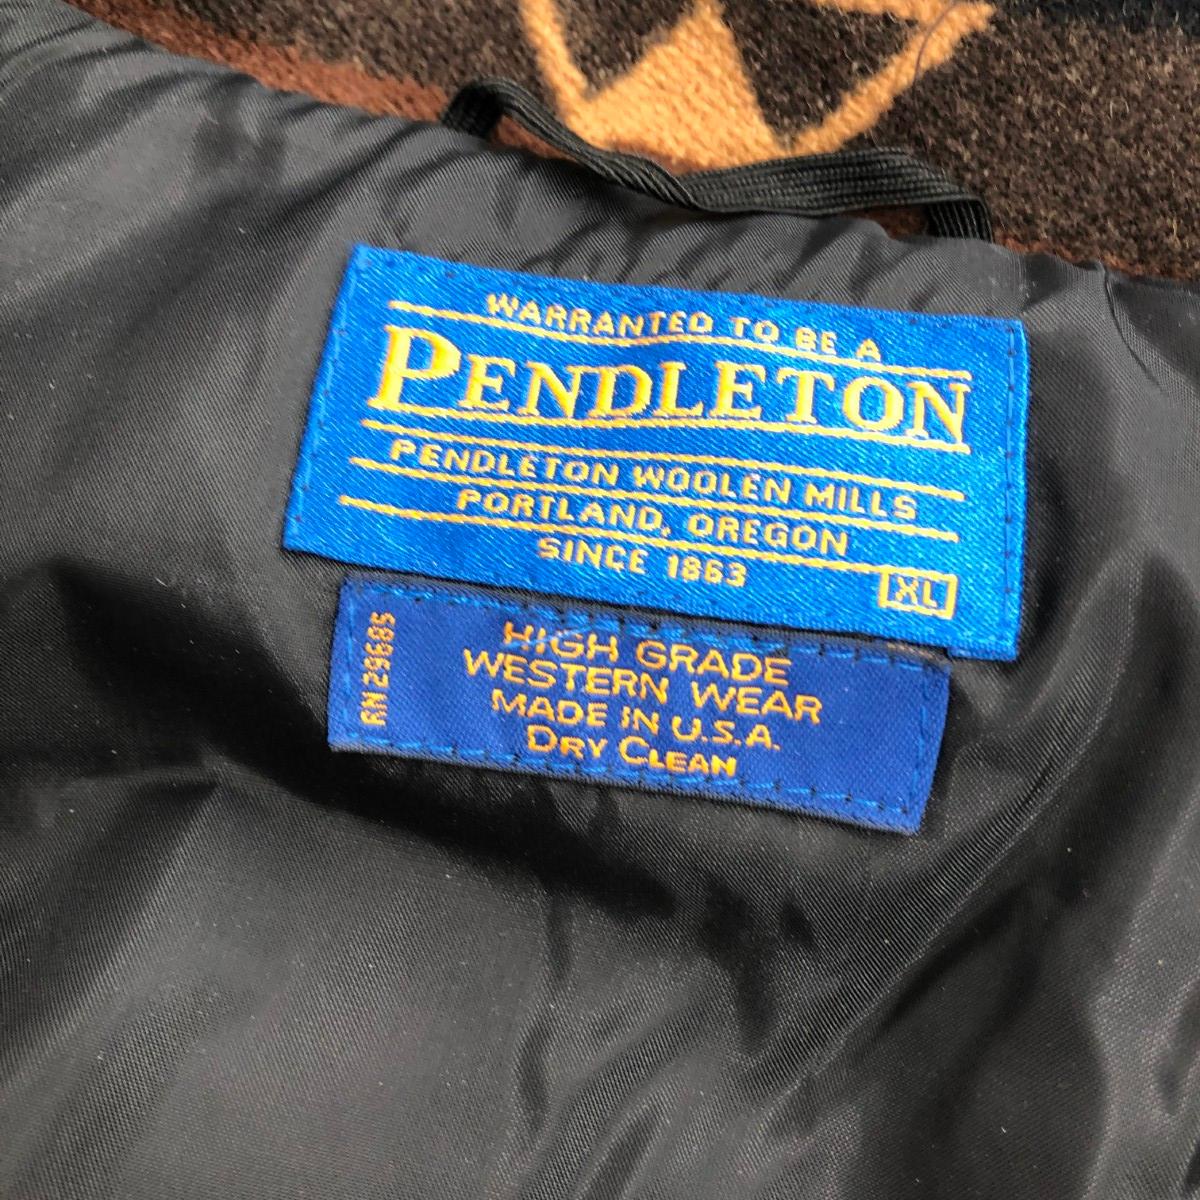 WARRANTED TO BE A
PENDLETON
PENDLETON WOOLEN MILLS
PORTLAND, OREGON
SINCE 1863
XL
RN 29685
HIGH GRADE
WESTERN WEAR
MADE IN U.S.A.
DRY CLEAN